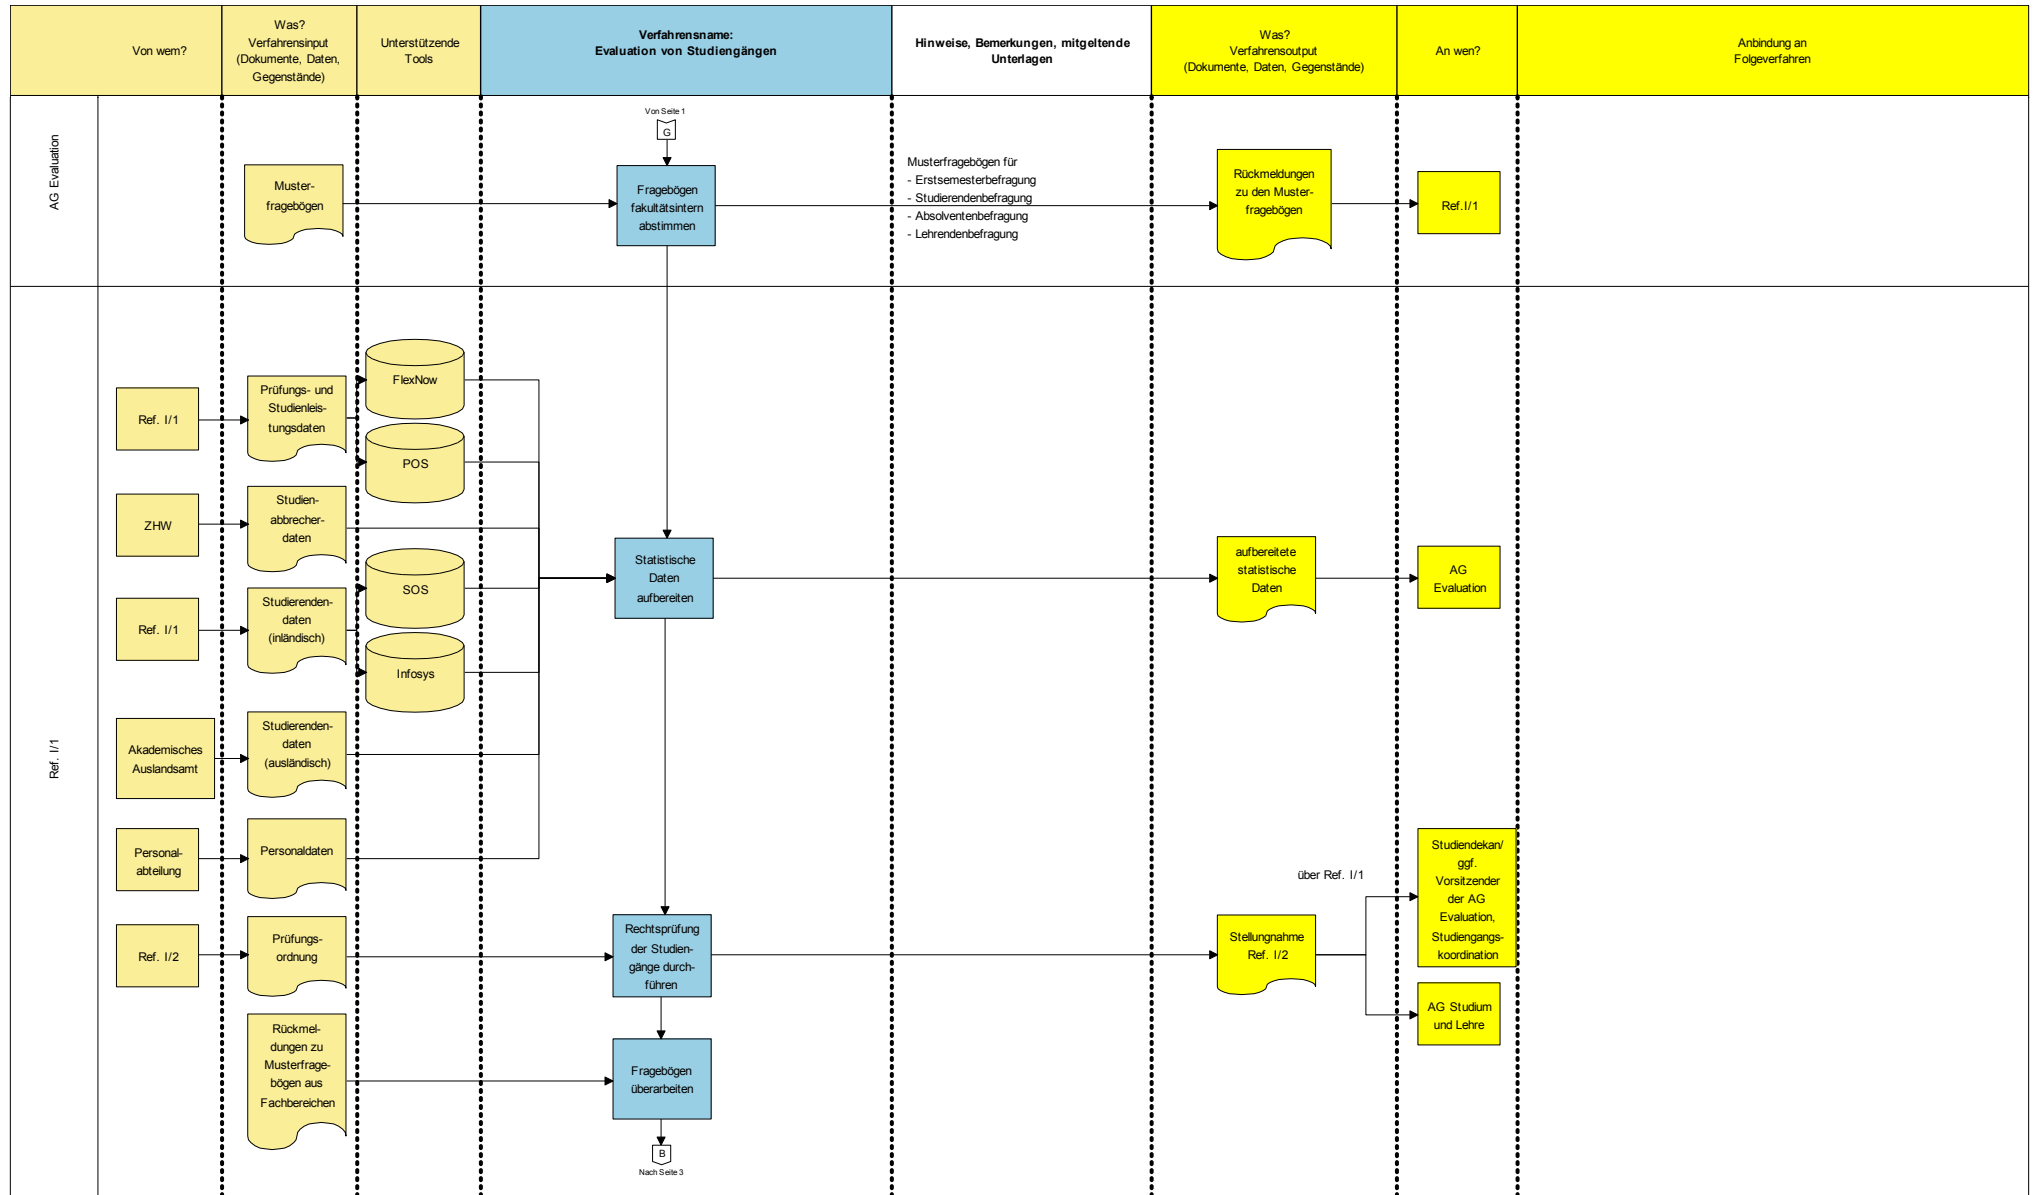 Von wem?
Was?
Verfahrensinput
(Dokumente, Daten,
Gegenstände)
Unterstützende
Tools
Verfahrensname:
Evaluation von Studiengängen
Hinweise, Bemerkungen, mitgeltende
Unterlagen
Was?
Verfahrensoutput
(Dokumente, Daten, Gegenstände)
An wen?
Anbindung an
Folgeverfahren
AG Evaluation
Von Seite 1
G
Muster-
fragebögen
Fragebögen
fakultätsintern
abstimmen
Musterfragebögen für
- Erstsemesterbefragung
- Studierendenbefragung
- Absolventenbefragung
- Lehrendenbefragung
Rückmeldungen
zu den Muster-
fragebögen
Ref.I/1
Ref. I/1
Ref. I/1
Prüfungs- und
Studienleis-
tungsdaten
FlexNow
POS
ZHW
Studien-
abbrecher-
daten
Ref. I/1
Studierenden-
daten
(inländisch)
SOS
Infosys
Statistische
Daten
aufbereiten
aufbereitete
statistische
Daten
AG
Evaluation
Akademisches
Auslandsamt
Studierenden-
daten
(ausländisch)
Personal-
abteilung
Personaldaten
Ref. I/2
Prüfungs-
ordnung
Rechtsprüfung
der Studien-
gänge durch-
führen
Stellungnahme
Ref. I/2
über Ref. I/1
Studiendekan/
ggf.
Vorsitzender
der AG
Evaluation,
Studiengangs-
koordination
AG Studium
und Lehre
Rückmel-
dungen zu
Musterfrage-
bögen aus
Fachbereichen
Fragebögen
überarbeiten
B
Nach Seite 3